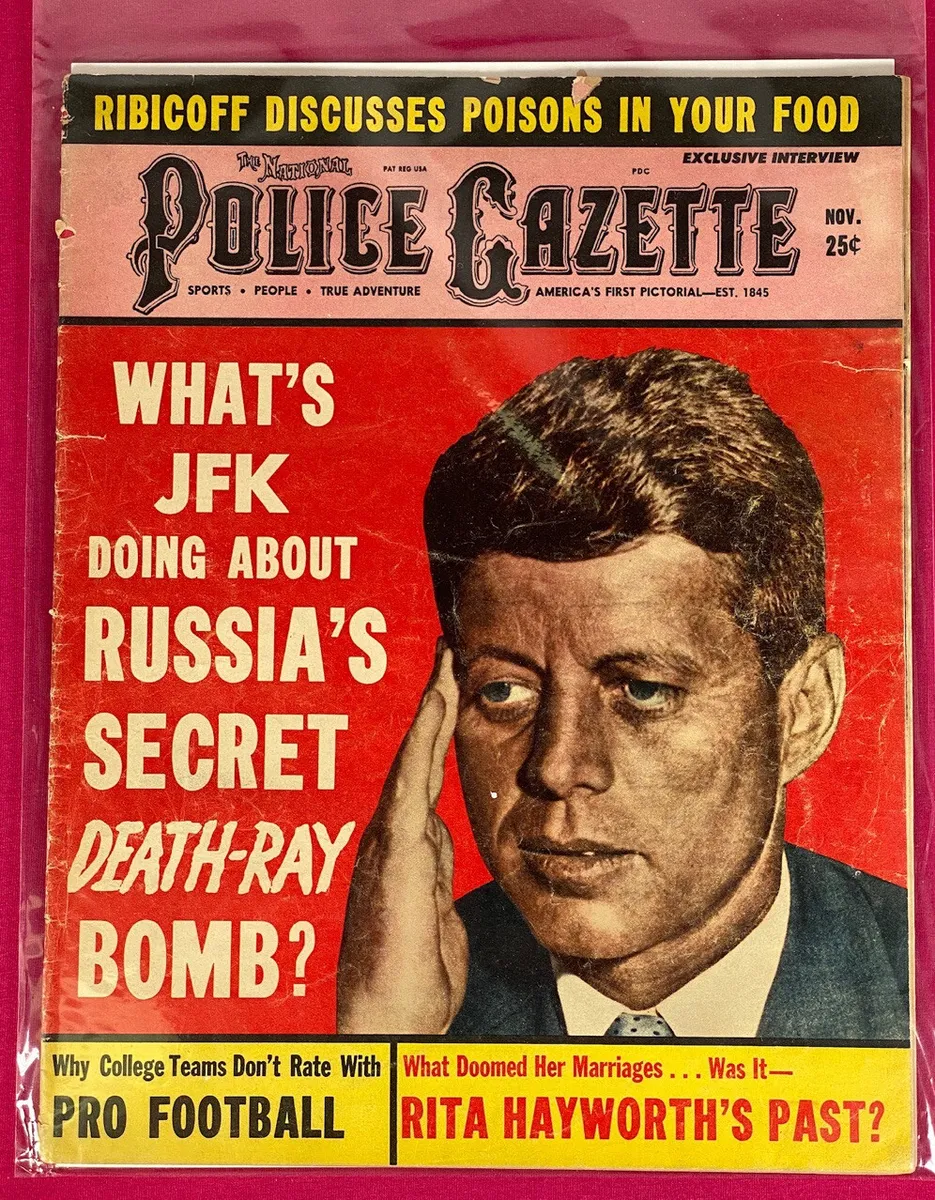 RIBICOFF DISCUSSES POISONS IN YOUR FOOD
EXCLUSIVE INTERVIEW
THE NATIONAL
PAT REG USA
PDC
POLICE GAZETTE
NOV.
25¢
SPORTS • PEOPLE • TRUE ADVENTURE
AMERICA'S FIRST PICTORIAL—EST. 1845
WHAT'S
JFK
DOING ABOUT
RUSSIA'S
SECRET
DEATH-RAY
BOMB?
Why College Teams Don't Rate With
PRO FOOTBALL
What Doomed Her Marriages . . . Was It—
RITA HAYWORTH'S PAST?